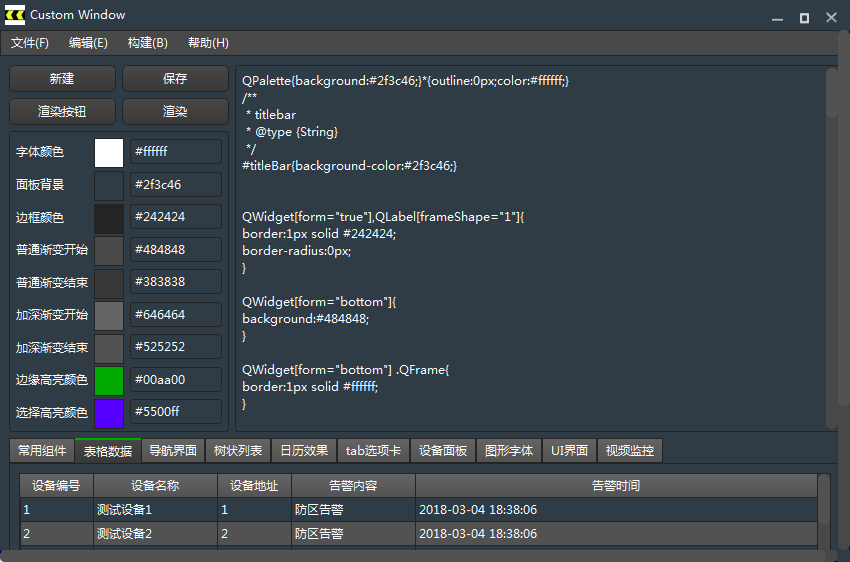 Custom Window
文件(F) 编辑(E) 构建(B) 帮助(H)
新建 保存
渲染按钮 渲染
字体颜色 #ffffff
面板背景 #2f3c46
边框颜色 #242424
普通渐变开始 #484848
普通渐变结束 #383838
加深渐变开始 #646464
加深渐变结束 #525252
边缘高亮颜色 #00aa00
选择高亮颜色 #5500ff
QPalette{background:#2f3c46;}*{outline:0px;color:#ffffff;}
/**
* titlebar
* @type {String}
*/
#titleBar{background-color:#2f3c46;}
QWidget[form="true"],QLabel[frameShape="1"]{
border:1px solid #242424;
border-radius:0px;
}
QWidget[form="bottom"]{
background:#484848;
}
QWidget[form="bottom"] .QFrame{
border:1px solid #ffffff;
}
常用组件 表格数据 导航界面 树状列表 日历效果 tab选项卡 设备面板 图形字体 UI界面 视频监控
设备编号 设备名称 设备地址 告警内容 告警时间
1 测试设备1 1 防区告警 2018-03-04 18:38:06
2 测试设备2 2 防区告警 2018-03-04 18:38:06